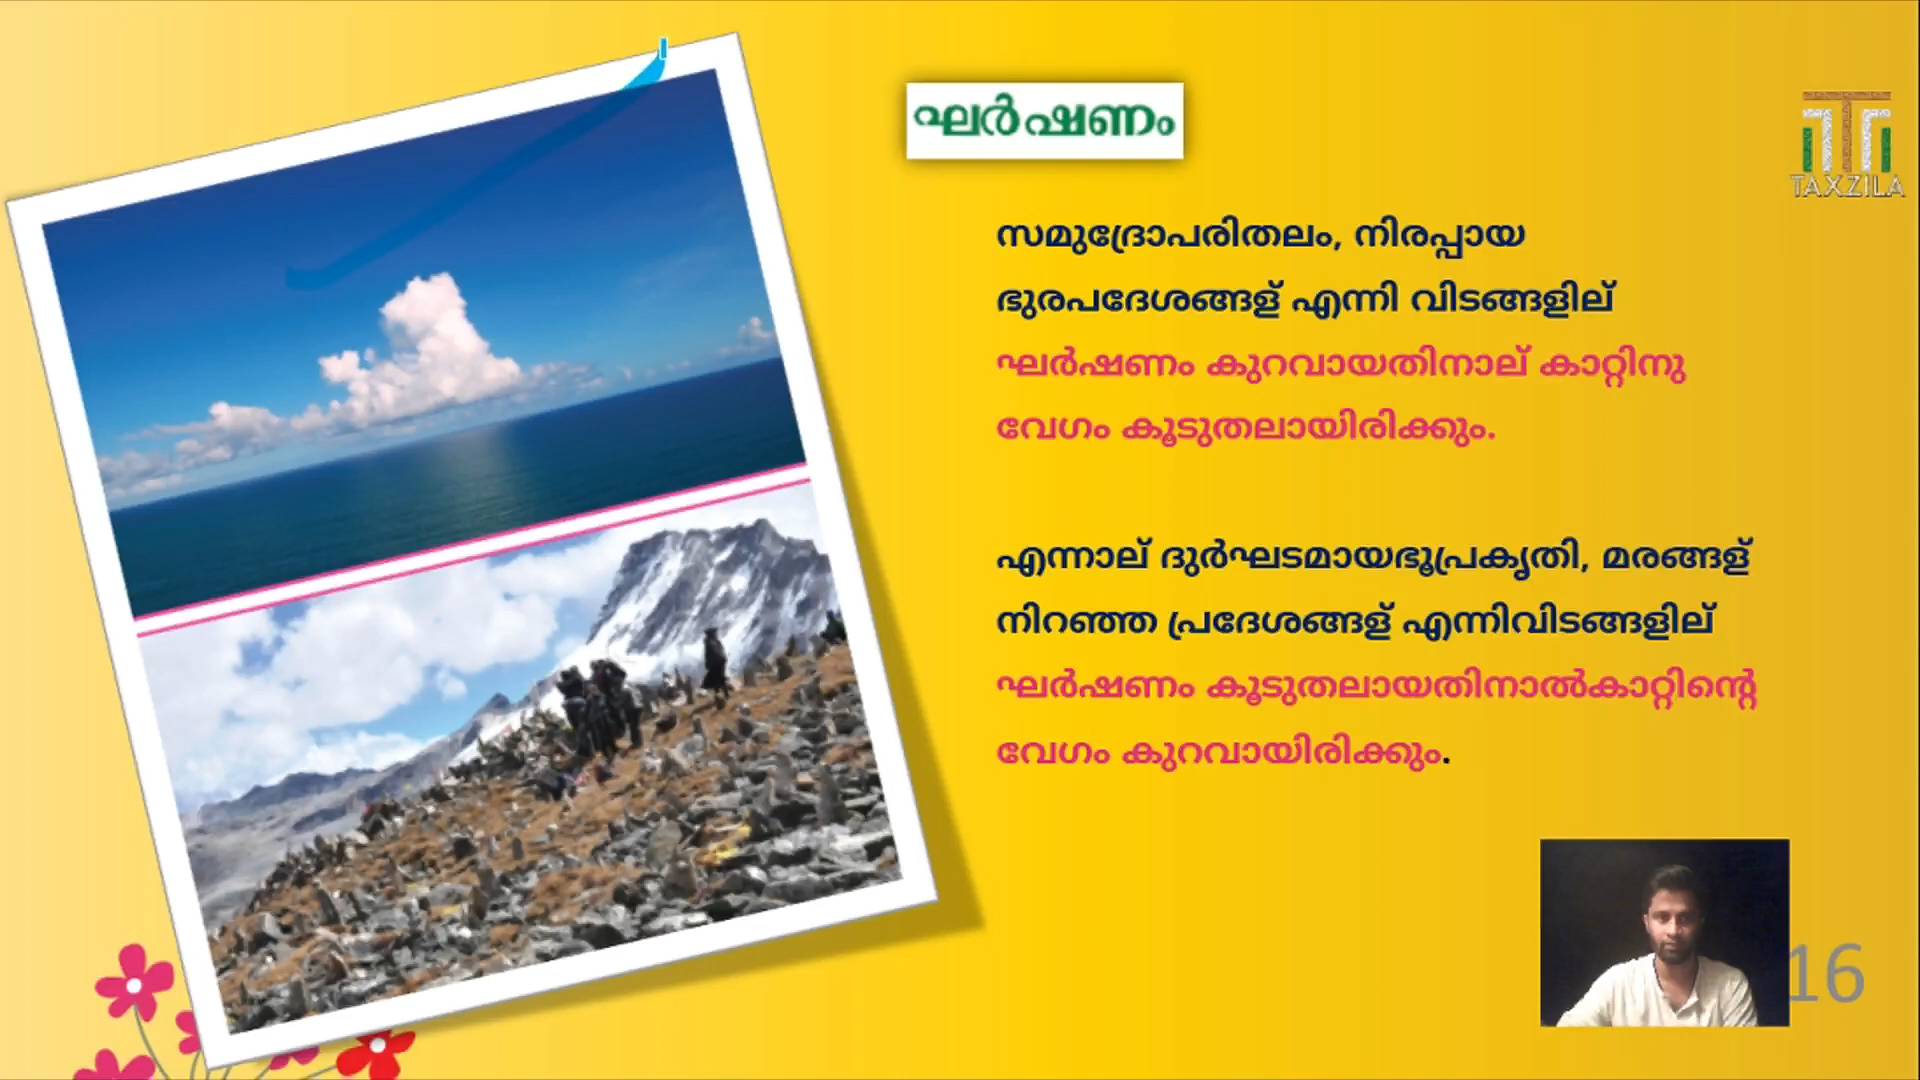 ഘർഷണം
TAXZILA
സമുദ്രോപരിതലം, നിരപ്പായ
ഭുരപദേശങ്ങള് എന്നി വിടങ്ങളില്
ഘർഷണം കുറവായതിനാല് കാറ്റിനു
വേഗം കൂടുതലായിരിക്കും.
എന്നാല് ദുർഘടമായഭൂപ്രകൃതി, മരങ്ങള്
നിറഞ്ഞ പ്രദേശങ്ങള് എന്നിവിടങ്ങളില്
ഘർഷണം കൂടുതലായതിനാൽകാറ്റിന്റെ
വേഗം കുറവായിരിക്കും.
16